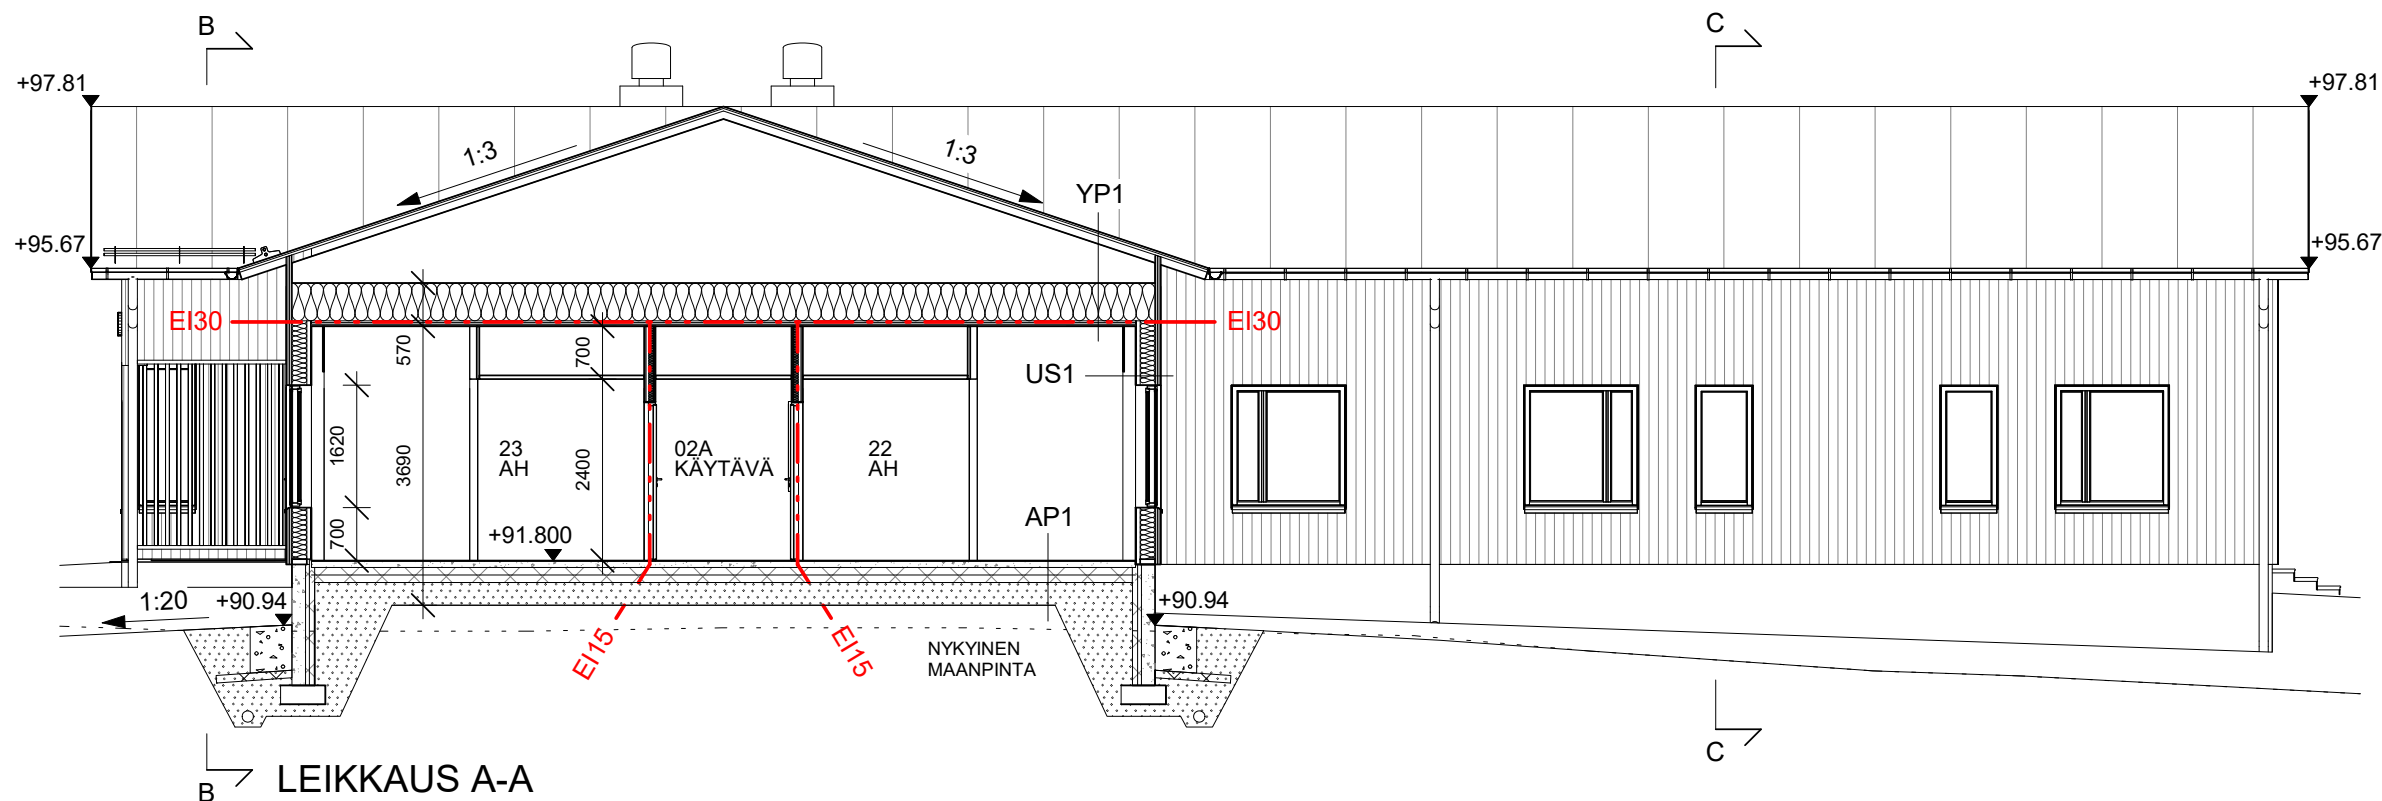 B
C
+97.81
+97.81
1:3
1:3
YP1
+95.67
+95.67
EI30
EI30
570
700
US1
1620
3690
2400
700
23
AH
02A
KÄYTÄVÄ
22
AH
+91.800
AP1
1:20
+90.94
+90.94
EI15
EI15
NYKYINEN
MAANPINTA
C
B
LEIKKAUS A-A